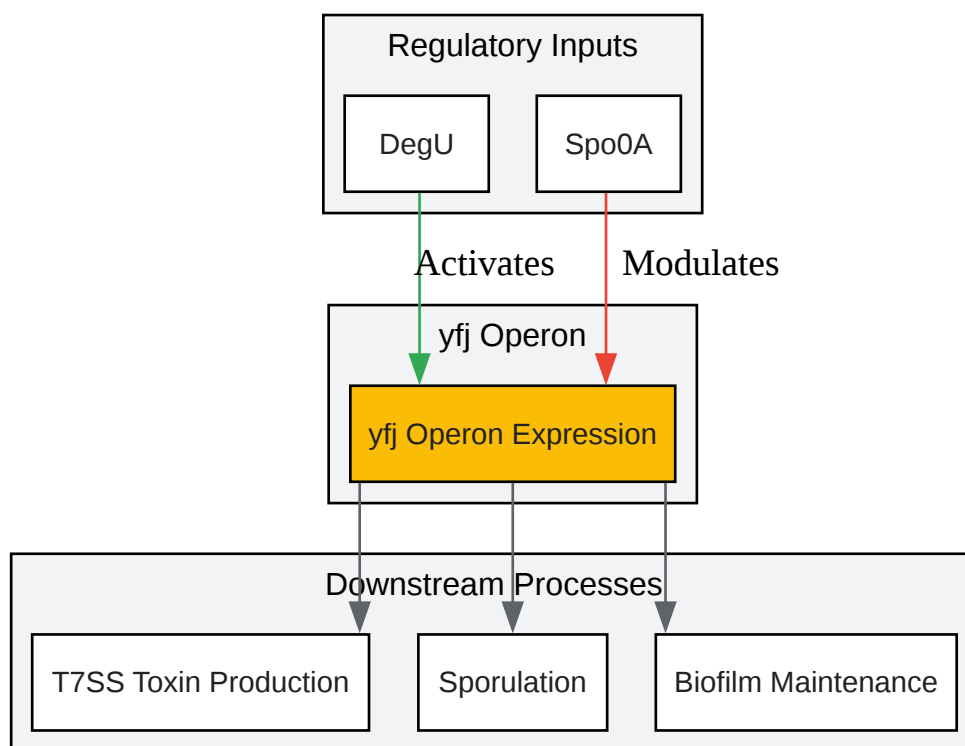 Regulatory Inputs
DegU
Spo0A
Activates
Modulates
yfj Operon
yfj Operon Expression
Downstream Processes
T7SS Toxin Production
Sporulation
Biofilm Maintenance